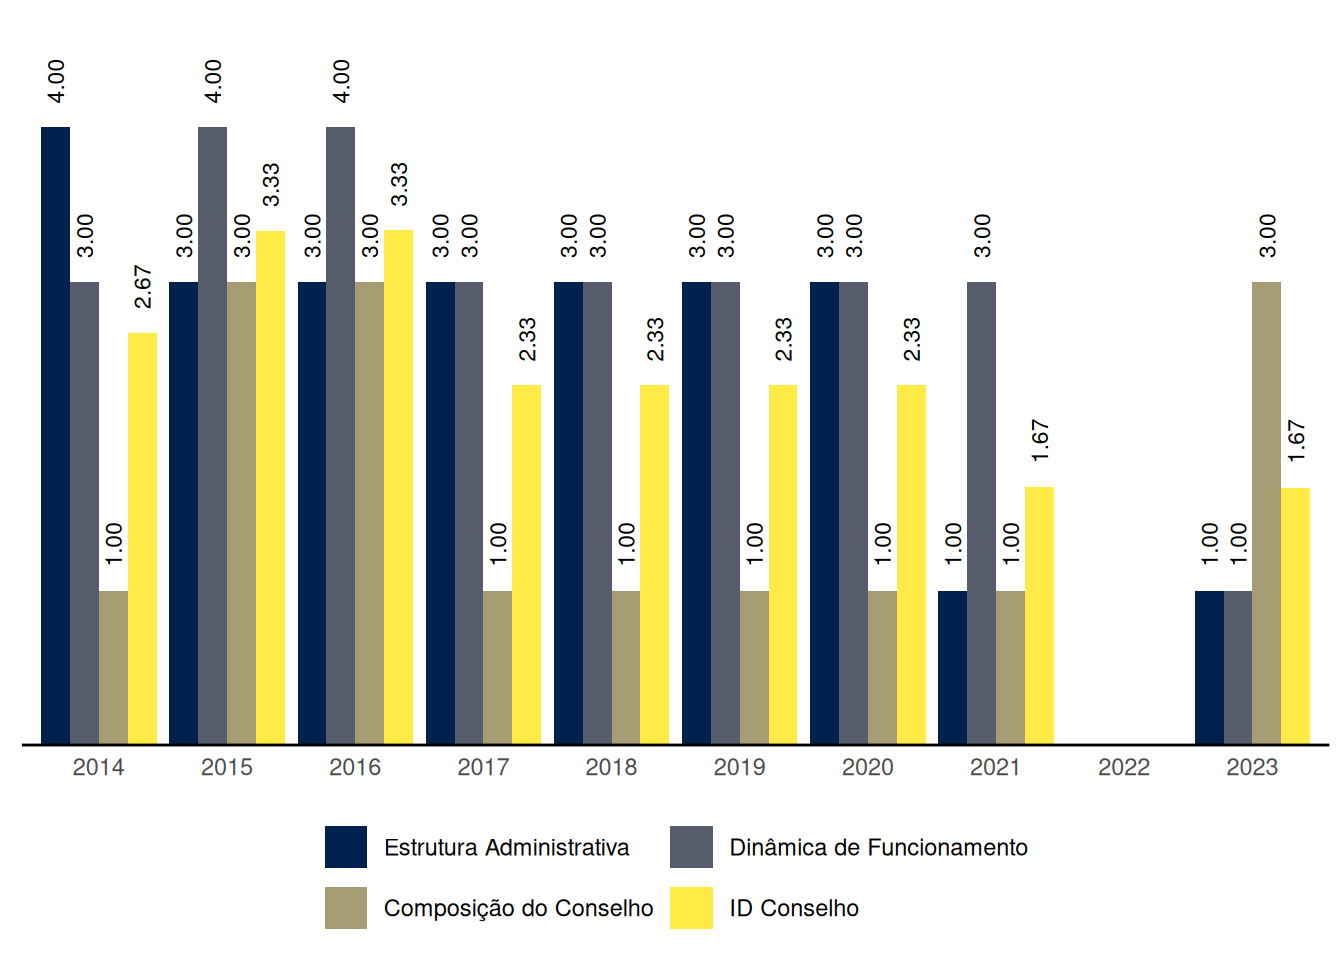 4.00 3.00 1.00 2.67 3.00 4.00 3.00 3.33 3.00 4.00 3.00 3.33 3.00 3.00 1.00 2.33 3.00 3.00 1.00 2.33 3.00 3.00 1.00 2.33 3.00 3.00 1.00 2.33 1.00 3.00 1.00 1.67 1.00 1.00 3.00 1.67
2014 2015 2016 2017 2018 2019 2020 2021 2022 2023
Estrutura Administrativa Dinâmica de Funcionamento
Composição do Conselho ID Conselho